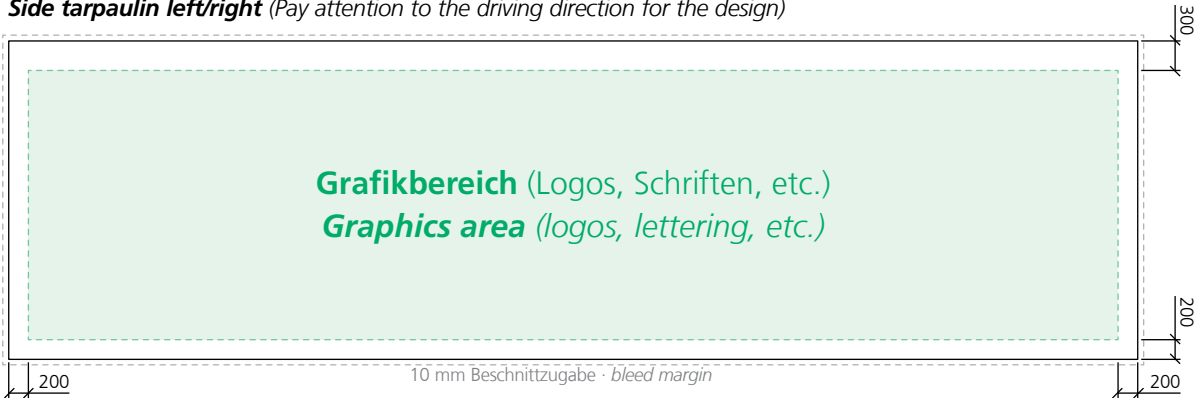 Side tarpaulin left/right (Pay attention to the driving direction for the design)
300
Grafikbereich (Logos, Schriften, etc.)
Graphics area (logos, lettering, etc.)
200
10 mm Beschnittzugabe · bleed margin
200
200